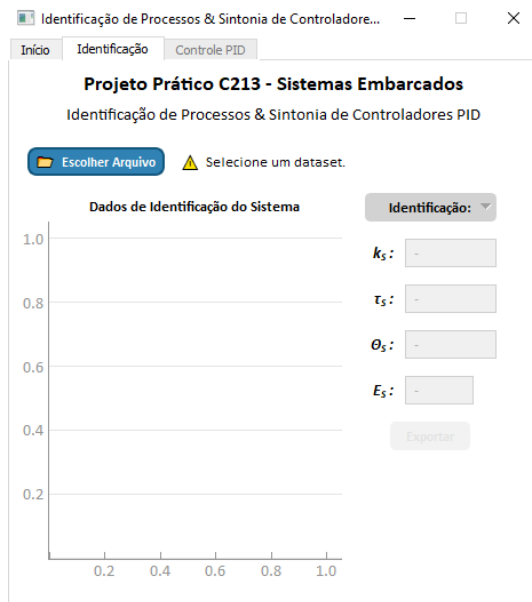 Identificação de Processos & Sintonia de Controladore...
Início Identificação Controle PID
Projeto Prático C213 - Sistemas Embarcados
Identificação de Processos & Sintonia de Controladores PID
Escolher Arquivo Selecione um dataset.
Dados de Identificação do Sistema
Identificação:
1.0
0.8
0.6
0.4
0.2
0.2 0.4 0.6 0.8 1.0
kₛ: -
τₛ: -
Θₛ: -
Eₛ: -
Exportar